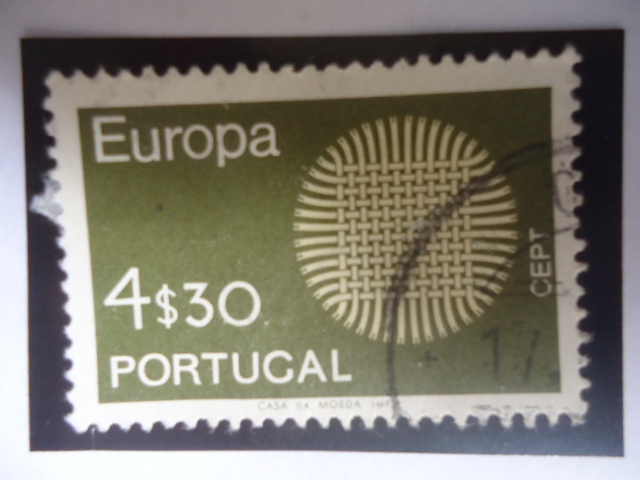 Europa
CEPT
4$30
PORTUGAL
CASA DA MOEDA